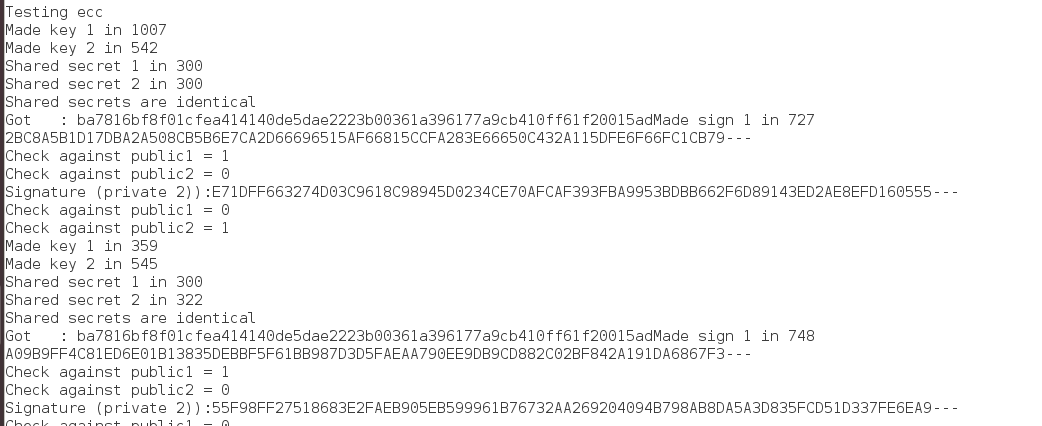 Testing ecc
Made key 1 in 1007
Made key 2 in 542
Shared secret 1 in 300
Shared secret 2 in 300
Shared secrets are identical
Got   : ba7816bf8f01cfea414140de5dae2223b00361a396177a9cb410ff61f20015adMade sign 1 in 727
2BC8A5B1D17DBA2A508CB5B6E7CA2D66696515AF66815CCFA283E66650C432A115DFE6F66FC1CB79---
Check against public1 = 1
Check against public2 = 0
Signature (private 2)):E71DFF663274D03C9618C98945D0234CE70AFCAF393FBA9953BDBB662F6D89143ED2AE8EFD160555---
Check against public1 = 0
Check against public2 = 1
Made key 1 in 359
Made key 2 in 545
Shared secret 1 in 300
Shared secret 2 in 322
Shared secrets are identical
Got   : ba7816bf8f01cfea414140de5dae2223b00361a396177a9cb410ff61f20015adMade sign 1 in 748
A09B9FF4C81ED6E01B13835DEBBF5F61BB987D3D5FAEAA790EE9DB9CD882C02BF842A191DA6867F3---
Check against public1 = 1
Check against public2 = 0
Signature (private 2)):55F98FF27518683E2FAEB905EB599961B76732AA269204094B798AB8DA5A3D835FCD51D337FE6EA9---
Check against public1 = 0